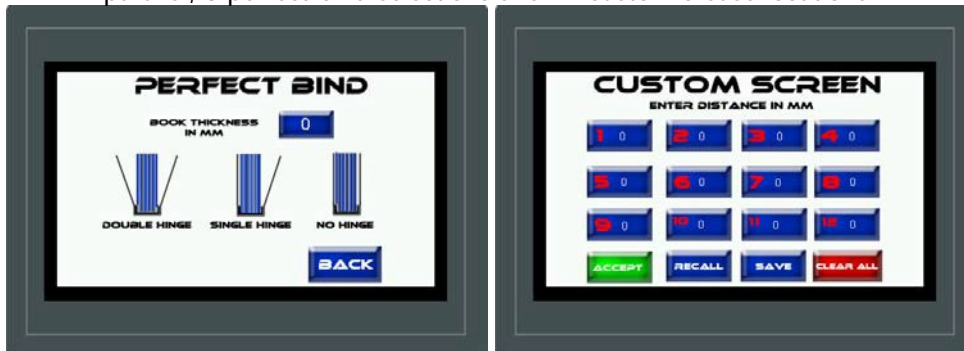 PERFECT BIND
BOOK THICKNESS
IN MM
0
DOUBLE HINGE SINGLE HINGE NO HINGE
BACK
CUSTOM SCREEN
ENTER DISTANCE IN MM
1 0 2 0 3 0 4 0
5 0 6 0 7 0 8 0
9 0 10 0 11 0 12 0
ACCEPT RECALL SAVE CLEAR ALL